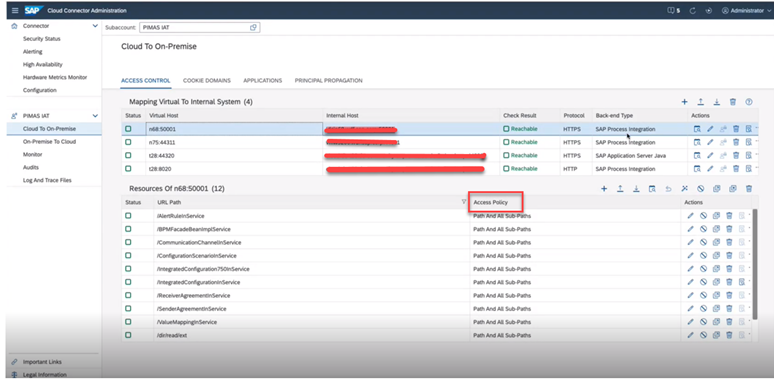 SAP Cloud Connector Administration
5
Administrator
Connector
Security Status
Alerting
High Availability
Hardware Metrics Monitor
Configuration
PIMAS IAT
Cloud To On-Premise
On-Premise To Cloud
Monitor
Audits
Log And Trace Files
Important Links
Legal Information
Subaccount: PIMAS IAT
Cloud To On-Premise
ACCESS CONTROL COOKIE DOMAINS APPLICATIONS PRINCIPAL PROPAGATION
Mapping Virtual To Internal System (4)
Status Virtual Host Internal Host Check Result Protocol Back-end Type Actions
n68:50001 Reachable HTTPS SAP Process Integration
n75:44311 Reachable HTTPS SAP Process Integration
t28:44320 Reachable HTTPS SAP Application Server Java
t28:8020 Reachable HTTP SAP Process Integration
Resources Of n68:50001 (12)
Status URL Path Access Policy Actions
/AlertRuleInService Path And All Sub-Paths
/BPMFacadeBeanImplService Path And All Sub-Paths
/CommunicationChannelInService Path And All Sub-Paths
/ConfigurationScenarioInService Path And All Sub-Paths
/IntegratedConfiguration750InService Path And All Sub-Paths
/IntegratedConfigurationInService Path And All Sub-Paths
/ReceiverAgreementInService Path And All Sub-Paths
/SenderAgreementInService Path And All Sub-Paths
/ValueMappingInService Path And All Sub-Paths
/dir/read/ext Path And All Sub-Paths